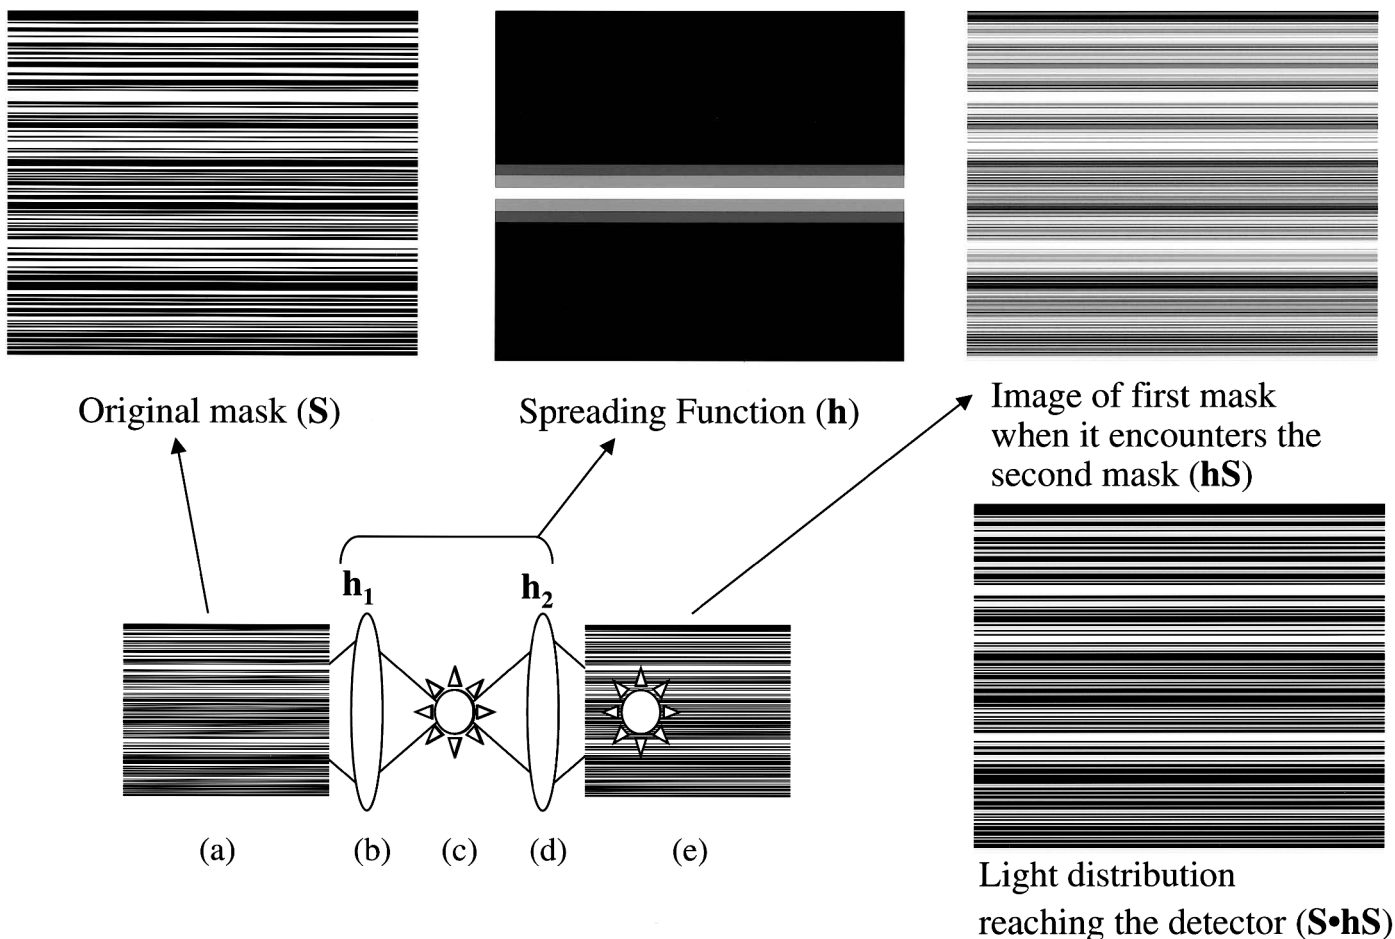 Original mask (S)
Spreading Function (h)
Image of first mask
when it encounters the
second mask (hS)
h1
h2
(a)
(b)
(c)
(d)
(e)
Light distribution
reaching the detector (S•hS)